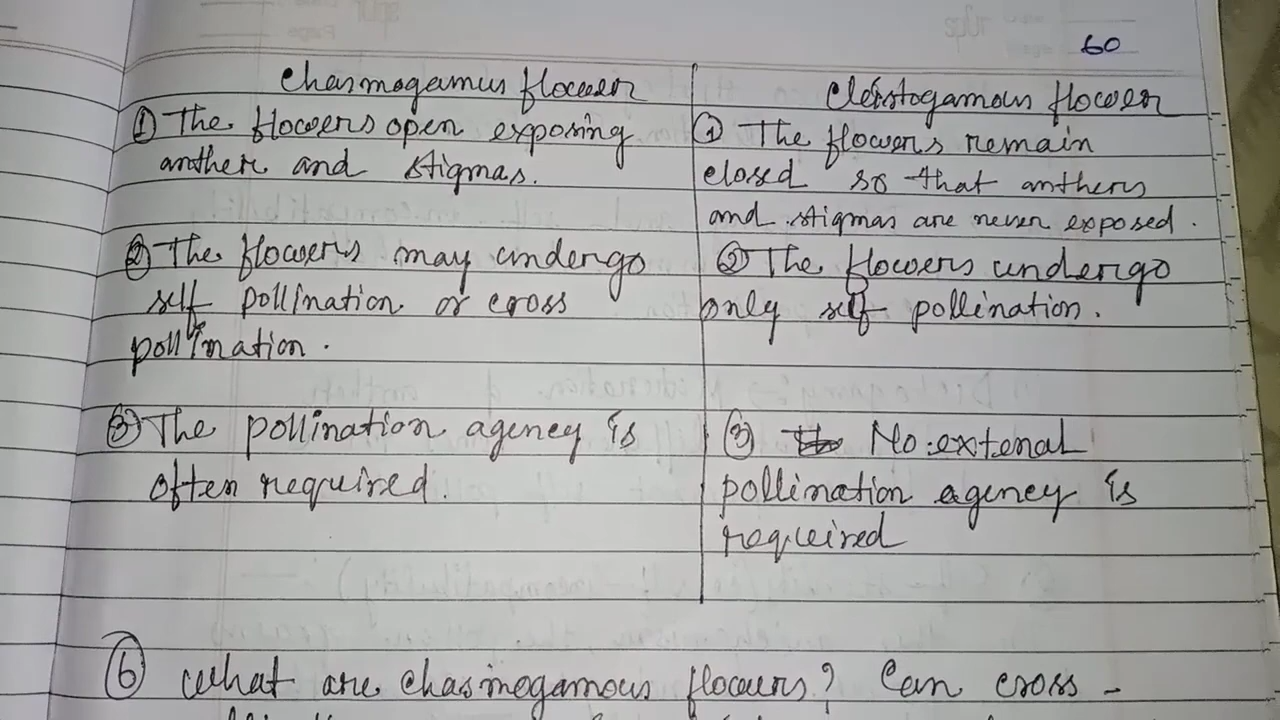 60
Chasmogamus flower
① The flowers open exposing
anther and stigmas.
② The flowers may undergo
self pollination or cross
pollination.
③ The pollination agency is
often required.
Cleistogamous flower
① The flowers remain
closed so that anthers
and stigmas are never exposed.
② The flowers undergo
only self pollination.
③ No extenal
pollination agency is
required
⑥ What are chasmogamous flowers? Can cross-